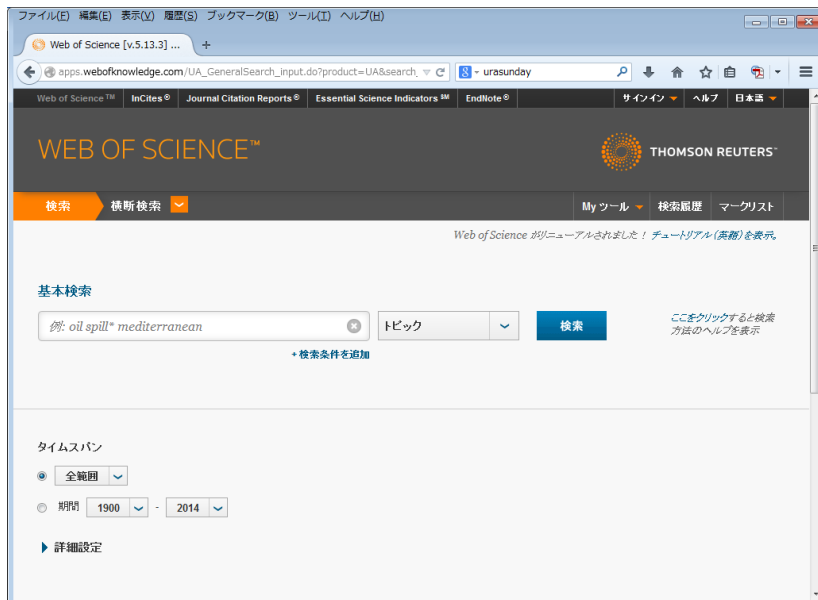 ファイル(F) 編集(E) 表示(V) 履歴(S) ブックマーク(B) ツール(T) ヘルプ(H)
Web of Science [v.5.13.3] ... +
apps.webofknowledge.com/UA_GeneralSearch_input.do?product=UA&search_ urasunday
Web of Science™ InCites® Journal Citation Reports® Essential Science Indicators℠ EndNote® サインイン ヘルプ 日本語
WEB OF SCIENCE™ THOMSON REUTERS™
検索 横断検索 My ツール 検索履歴 マークリスト
Web of Science がリニューアルされました！ チュートリアル (英語) を表示。
基本検索
例: oil spill* mediterranean トピック 検索 ここをクリックすると検索
方法のヘルプを表示
+ 検索条件を追加
タイムスパン
全範囲
期間 1900 - 2014
詳細設定